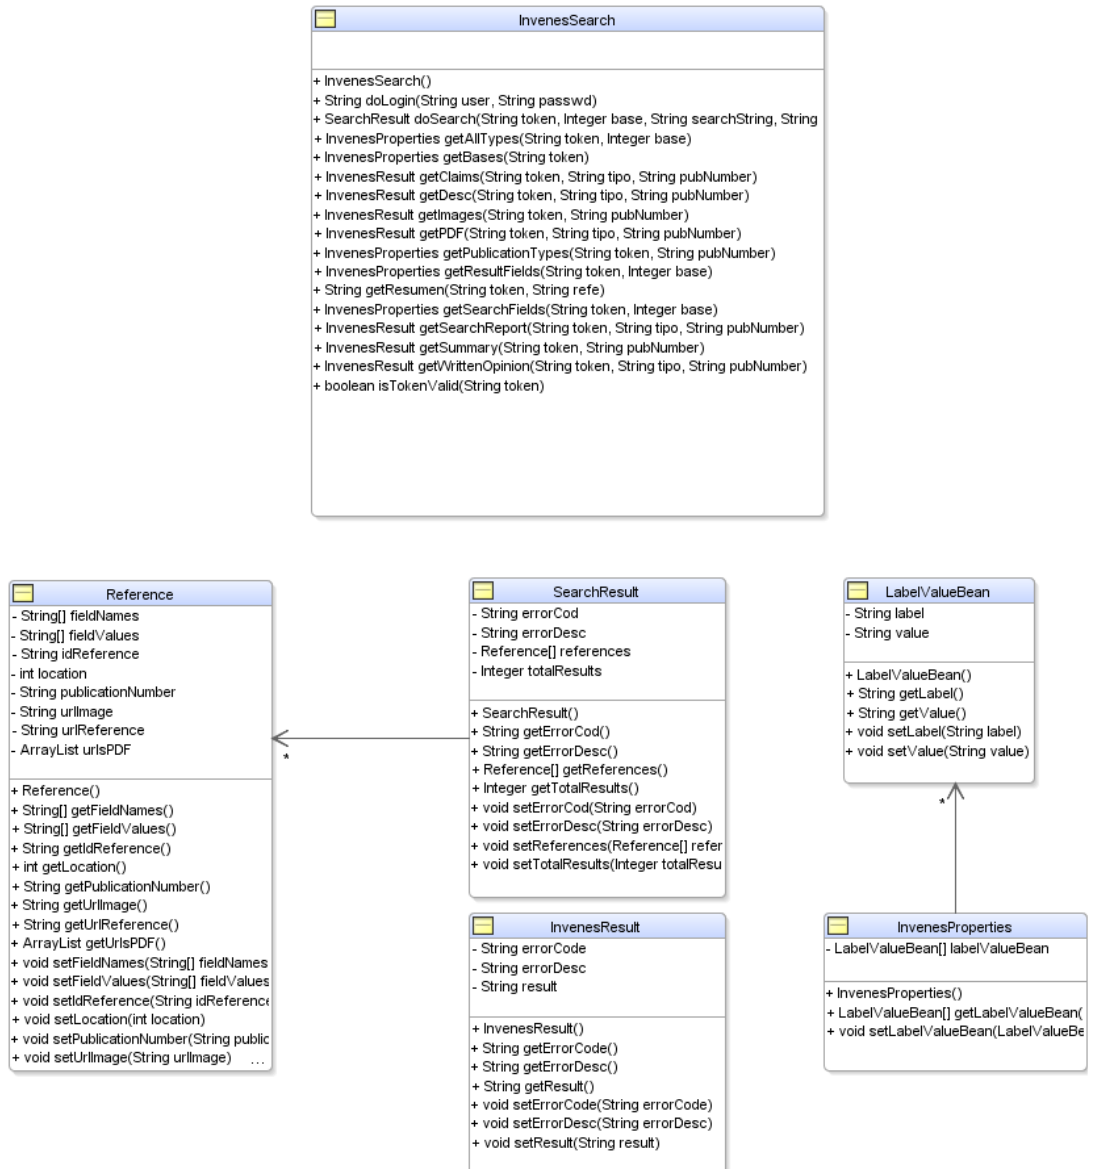 InvenesSearch
+ InvenesSearch()
+ String doLogin(String user, String passwd)
+ SearchResult doSearch(String token, Integer base, String searchString, String
+ InvenesProperties getAllTypes(String token, Integer base)
+ InvenesProperties getBases(String token)
+ InvenesResult getClaims(String token, String tipo, String pubNumber)
+ InvenesResult getDesc(String token, String tipo, String pubNumber)
+ InvenesResult getImages(String token, String pubNumber)
+ InvenesResult getPDF(String token, String tipo, String pubNumber)
+ InvenesProperties getPublicationTypes(String token, String pubNumber)
+ InvenesProperties getResultFields(String token, Integer base)
+ String getResumen(String token, String refe)
+ InvenesProperties getSearchFields(String token, Integer base)
+ InvenesResult getSearchReport(String token, String tipo, String pubNumber)
+ InvenesResult getSummary(String token, String pubNumber)
+ InvenesResult getWrittenOpinion(String token, String tipo, String pubNumber)
+ boolean isTokenValid(String token)
Reference
- String[] fieldNames
- String[] fieldValues
- String idReference
- int location
- String publicationNumber
- String urlImage
- String urlReference
- ArrayList urlsPDF
+ Reference()
+ String[] getFieldNames()
+ String[] getFieldValues()
+ String getIdReference()
+ int getLocation()
+ String getPublicationNumber()
+ String getUrlImage()
+ String getUrlReference()
+ ArrayList getUrlsPDF()
+ void setFieldNames(String[] fieldNames
+ void setFieldValues(String[] fieldValues
+ void setIdReference(String idReference
+ void setLocation(int location)
+ void setPublicationNumber(String public
+ void setUrlImage(String urlImage) ...
*
SearchResult
- String errorCod
- String errorDesc
- Reference[] references
- Integer totalResults
+ SearchResult()
+ String getErrorCod()
+ String getErrorDesc()
+ Reference[] getReferences()
+ Integer getTotalResults()
+ void setErrorCod(String errorCod)
+ void setErrorDesc(String errorDesc)
+ void setReferences(Reference[] refer
+ void setTotalResults(Integer totalResu
LabelValueBean
- String label
- String value
+ LabelValueBean()
+ String getLabel()
+ String getValue()
+ void setLabel(String label)
+ void setValue(String value)
*
InvenesResult
- String errorCode
- String errorDesc
- String result
+ InvenesResult()
+ String getErrorCode()
+ String getErrorDesc()
+ String getResult()
+ void setErrorCode(String errorCode)
+ void setErrorDesc(String errorDesc)
+ void setResult(String result)
InvenesProperties
- LabelValueBean[] labelValueBean
+ InvenesProperties()
+ LabelValueBean[] getLabelValueBean(
+ void setLabelValueBean(LabelValueBe